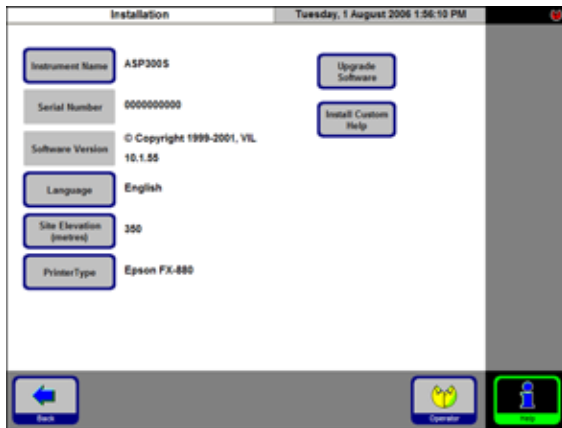 Installation
Tuesday, 1 August 2006 1:56:10 PM
Instrument Name
ASP300S
Upgrade
Software
Serial Number
0000000000
Install Custom
Help
Software Version
© Copyright 1999-2001, VIL
10.1.55
Language
English
Site Elevation
(metres)
350
PrinterType
Epson FX-880
Back
Operator
Help